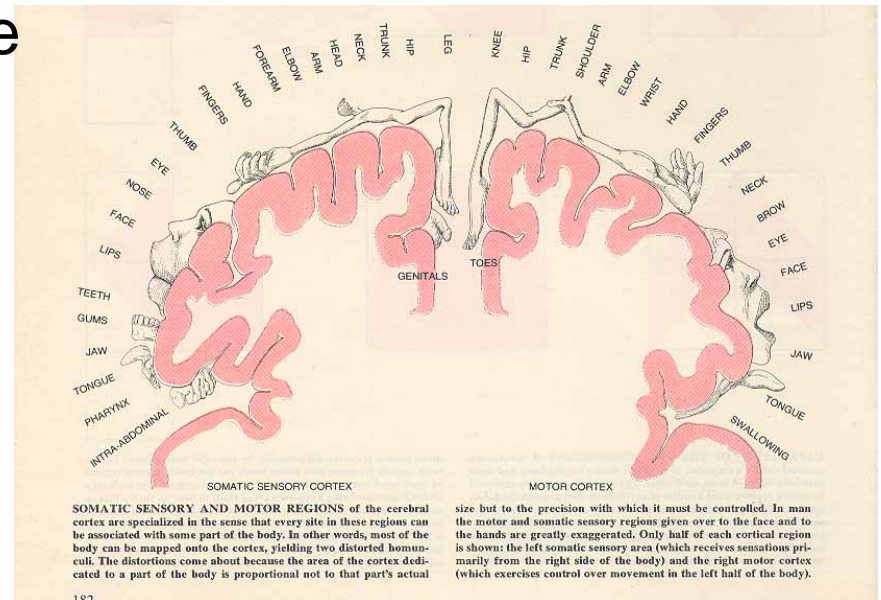 e
LEG
HIP
TRUNK
NECK
HEAD
ARM
ELBOW
FOREARM
HAND
FINGERS
THUMB
EYE
NOSE
FACE
LIPS
TEETH
GUMS
JAW
TONGUE
PHARYNX
INTRA-ABDOMINAL
GENITALS
TOES
KNEE
HIP
TRUNK
SHOULDER
ARM
ELBOW
WRIST
HAND
FINGERS
THUMB
NECK
BROW
EYE
FACE
LIPS
JAW
TONGUE
SWALLOWING
SOMATIC SENSORY CORTEX
MOTOR CORTEX
SOMATIC SENSORY AND MOTOR REGIONS of the cerebral
cortex are specialized in the sense that every site in these regions can
be associated with some part of the body. In other words, most of the
body can be mapped onto the cortex, yielding two distorted homun-
culi. The distortions come about because the area of the cortex dedi-
cated to a part of the body is proportional not to that part's actual
size but to the precision with which it must be controlled. In man
the motor and somatic sensory regions given over to the face and to
the hands are greatly exaggerated. Only half of each cortical region
is shown: the left somatic sensory area (which receives sensations pri-
marily from the right side of the body) and the right motor cortex
(which exercises control over movement in the left half of the body).